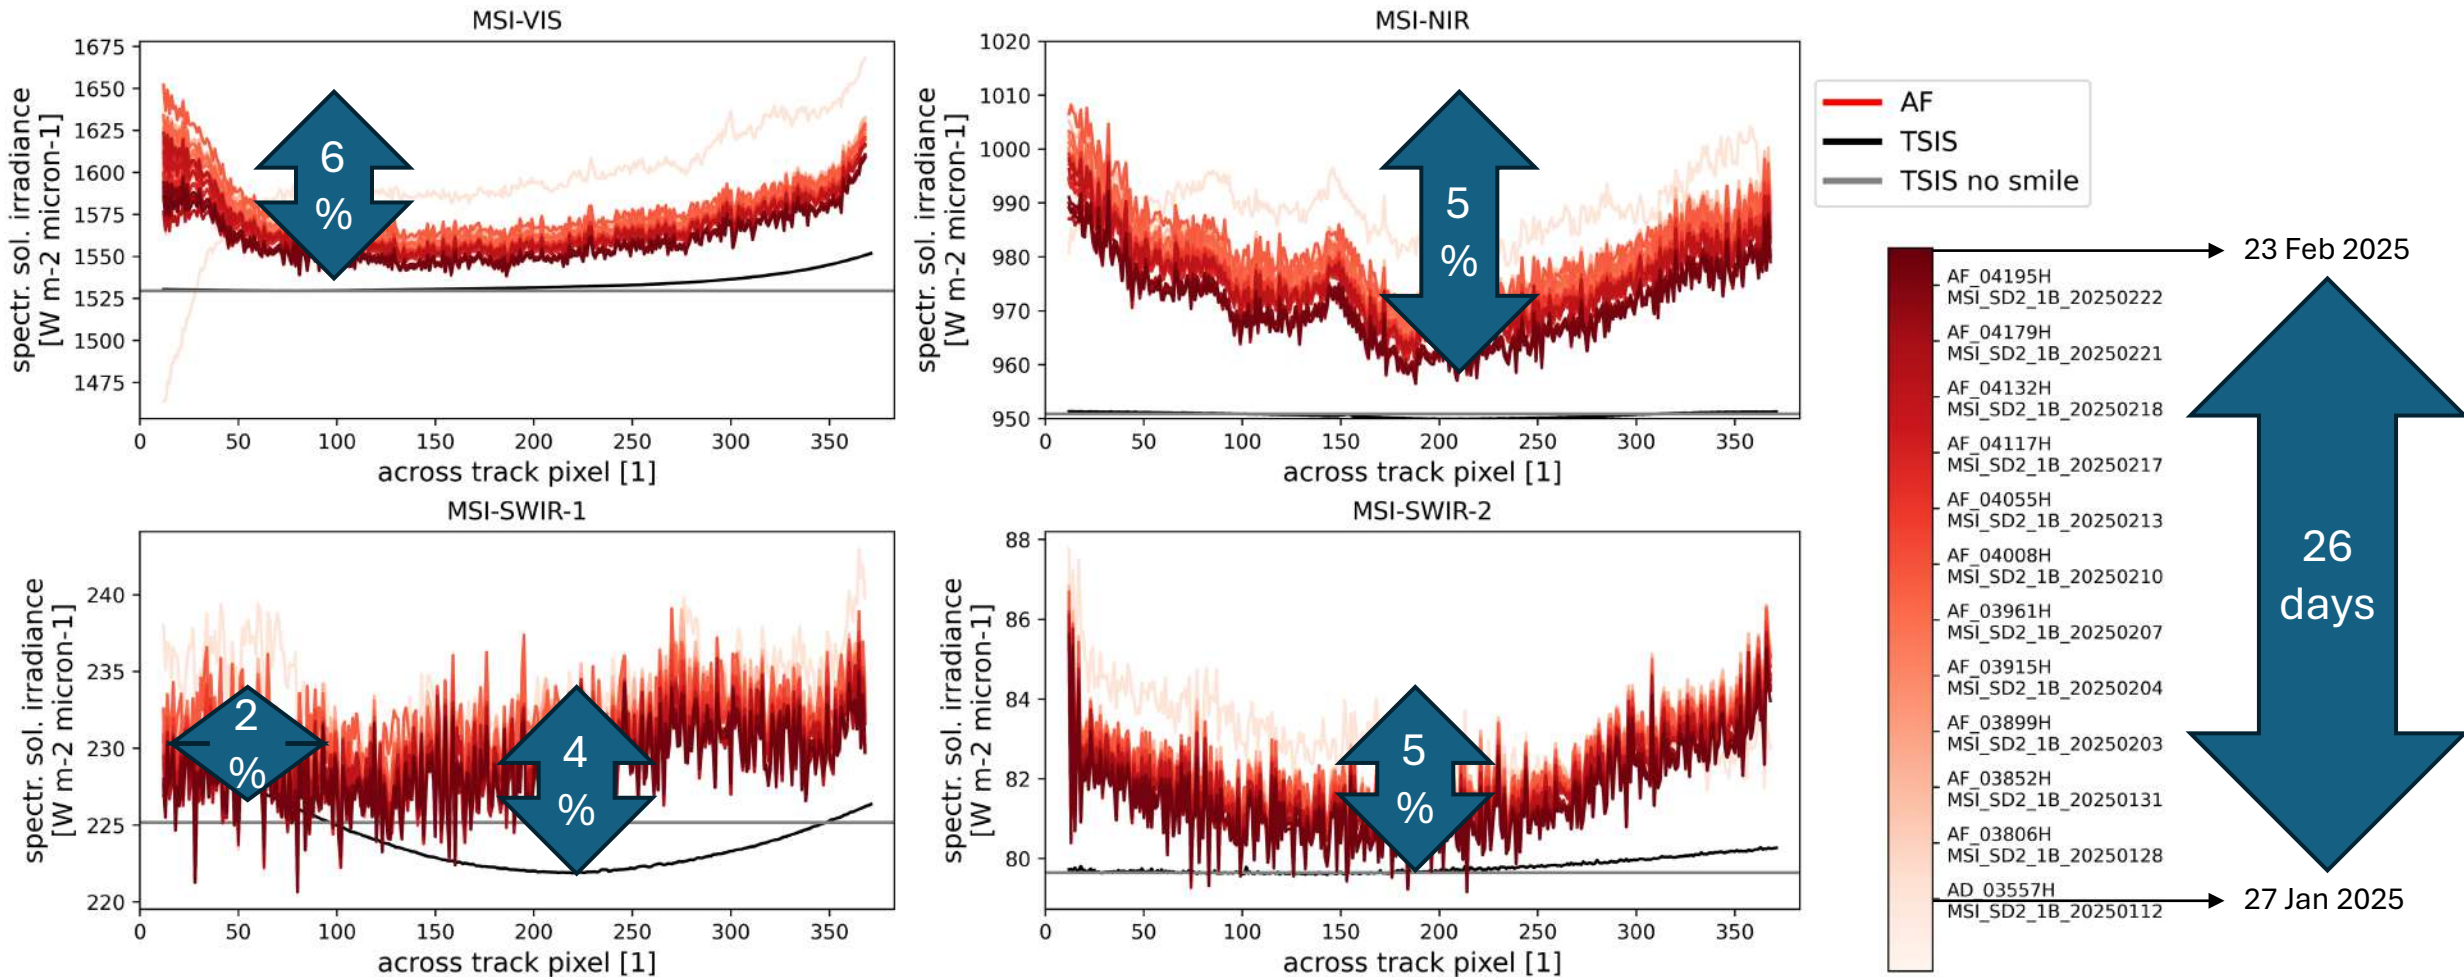 MSI-VIS
spectr. sol. irradiance
[W m-2 micron-1]
1675
1650
1625
1600
1575
1550
1525
1500
1475
6
%
0 50 100 150 200 250 300 350
across track pixel [1]
MSI-NIR
spectr. sol. irradiance
[W m-2 micron-1]
1020
1010
1000
990
980
970
960
950
5
%
0 50 100 150 200 250 300 350
across track pixel [1]
AF
TSIS
TSIS no smile
MSI-SWIR-1
spectr. sol. irradiance
[W m-2 micron-1]
240
235
230
225
220
2
%
4
%
0 50 100 150 200 250 300 350
across track pixel [1]
MSI-SWIR-2
spectr. sol. irradiance
[W m-2 micron-1]
88
86
84
82
80
5
%
0 50 100 150 200 250 300 350
across track pixel [1]
23 Feb 2025
AF_04195H
MSI_SD2_1B_20250222
AF_04179H
MSI_SD2_1B_20250221
AF_04132H
MSI_SD2_1B_20250218
AF_04117H
MSI_SD2_1B_20250217
AF_04055H
MSI_SD2_1B_20250213
AF_04008H
MSI_SD2_1B_20250210
AF_03961H
MSI_SD2_1B_20250207
AF_03915H
MSI_SD2_1B_20250204
AF_03899H
MSI_SD2_1B_20250203
AF_03852H
MSI_SD2_1B_20250131
AF_03806H
MSI_SD2_1B_20250128
AD_03557H
MSI_SD2_1B_20250112
27 Jan 2025
26
days